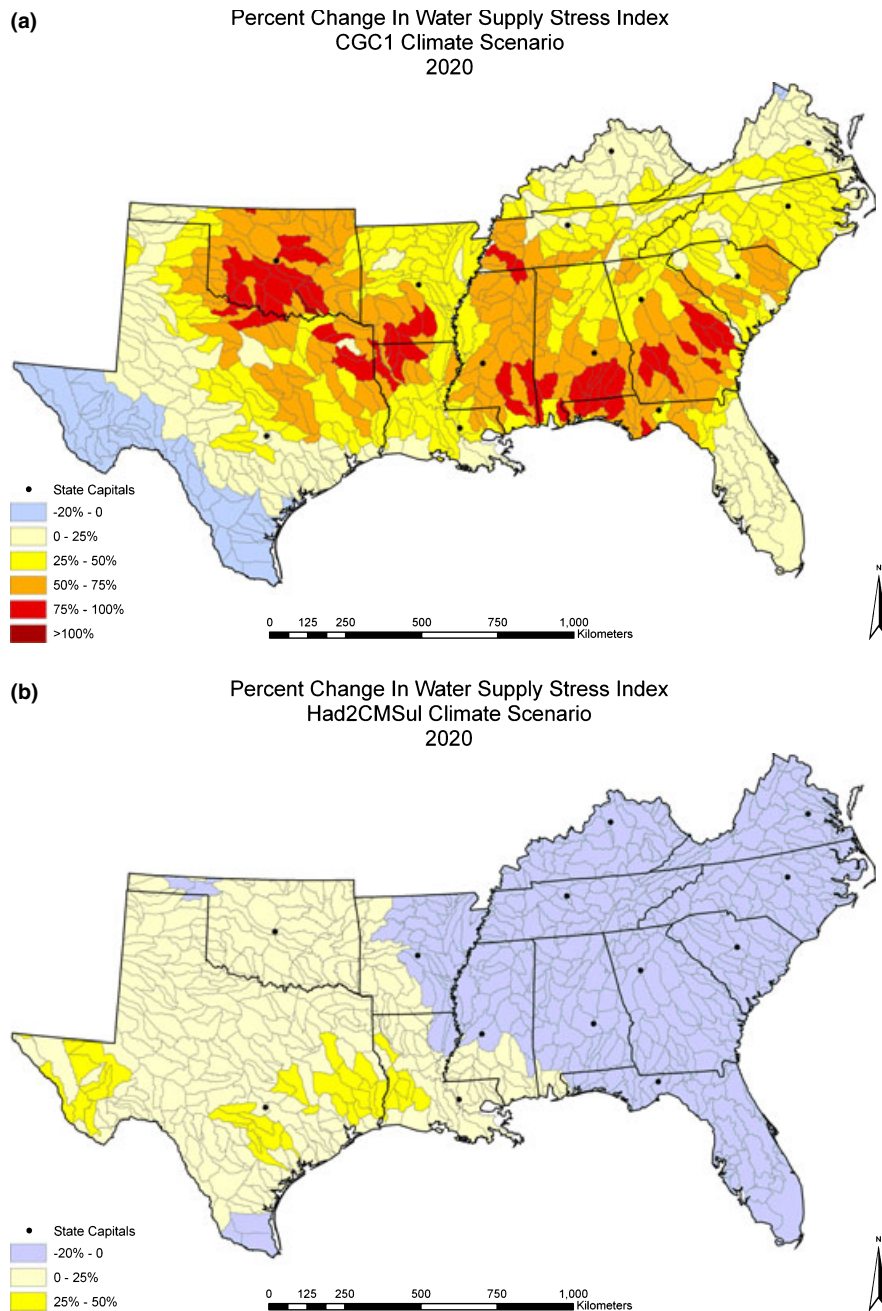 (a)
Percent Change In Water Supply Stress Index
CGC1 Climate Scenario
2020
State Capitals
-20% - 0
0 - 25%
25% - 50%
50% - 75%
75% - 100%
>100%
0 125 250 500 750 1,000
Kilometers
N
(b)
Percent Change In Water Supply Stress Index
Had2CMSul Climate Scenario
2020
State Capitals
-20% - 0
0 - 25%
25% - 50%
0 125 250 500 750 1,000
Kilometers
N